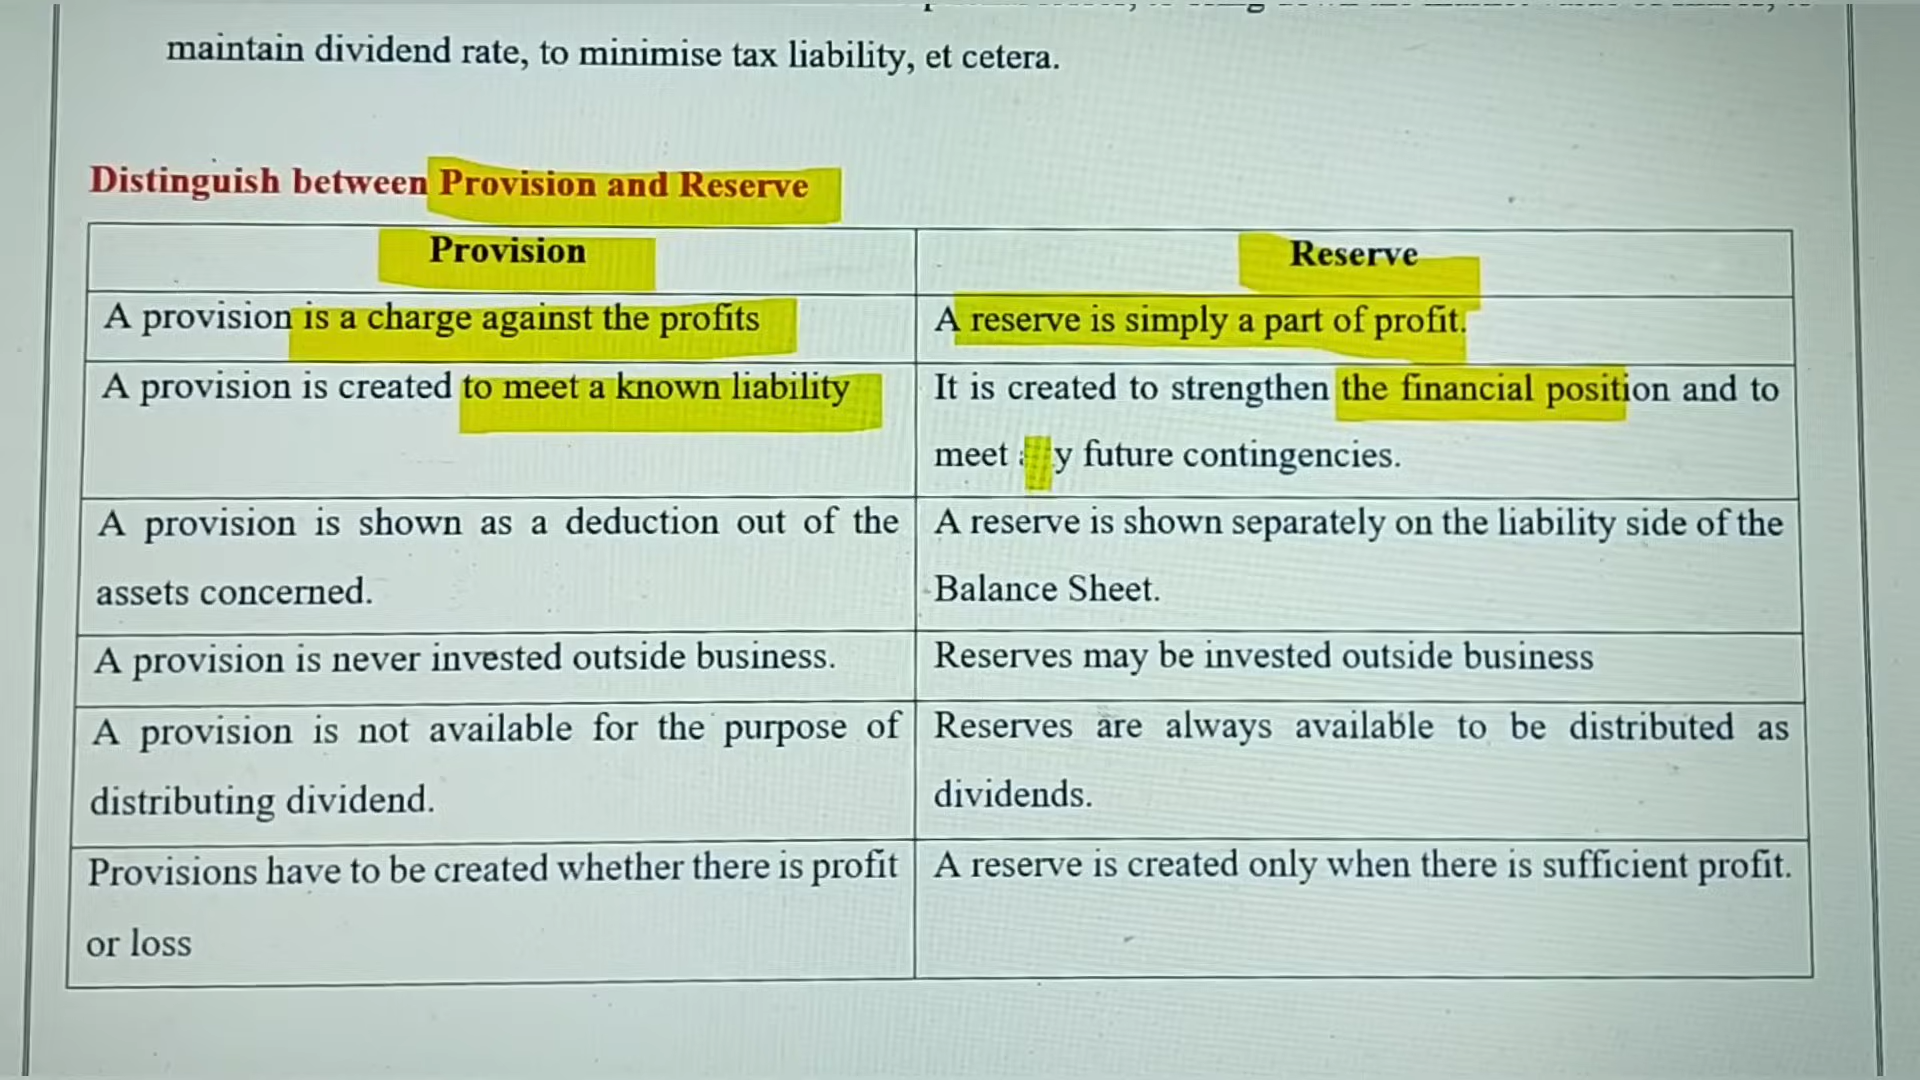 maintain dividend rate, to minimise tax liability, et cetera.
Distinguish between Provision and Reserve
Provision
Reserve
A provision is a charge against the profits
A reserve is simply a part of profit.
A provision is created to meet a known liability
It is created to strengthen the financial position and to
meet y future contingencies.
A provision is shown as a deduction out of the
assets concerned.
A reserve is shown separately on the liability side of the
Balance Sheet.
A provision is never invested outside business.
Reserves may be invested outside business
A provision is not available for the purpose of
distributing dividend.
Reserves are always available to be distributed as
dividends.
Provisions have to be created whether there is profit
or loss
A reserve is created only when there is sufficient profit.